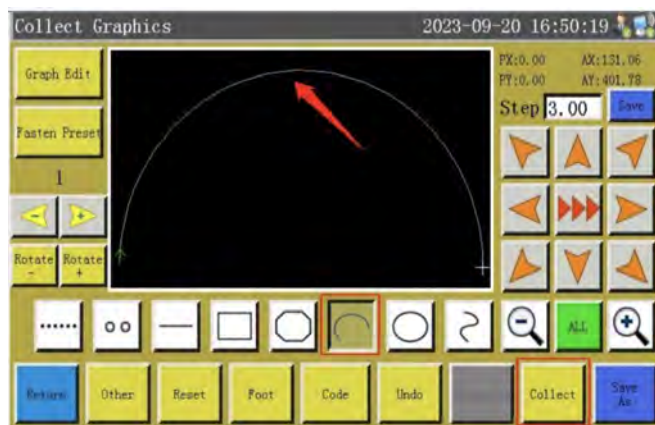 Collect Graphics 2023-09-20 16:50:19
Graph Edit
PX:0.00 AX:131.06
PY:0.00 AY:401.78
Step 3.00 Save
Fasten Preset
1
- +
Rotate
-
Rotate
+
ALL
Return Other Reset Foot Code Undo Collect Save
As